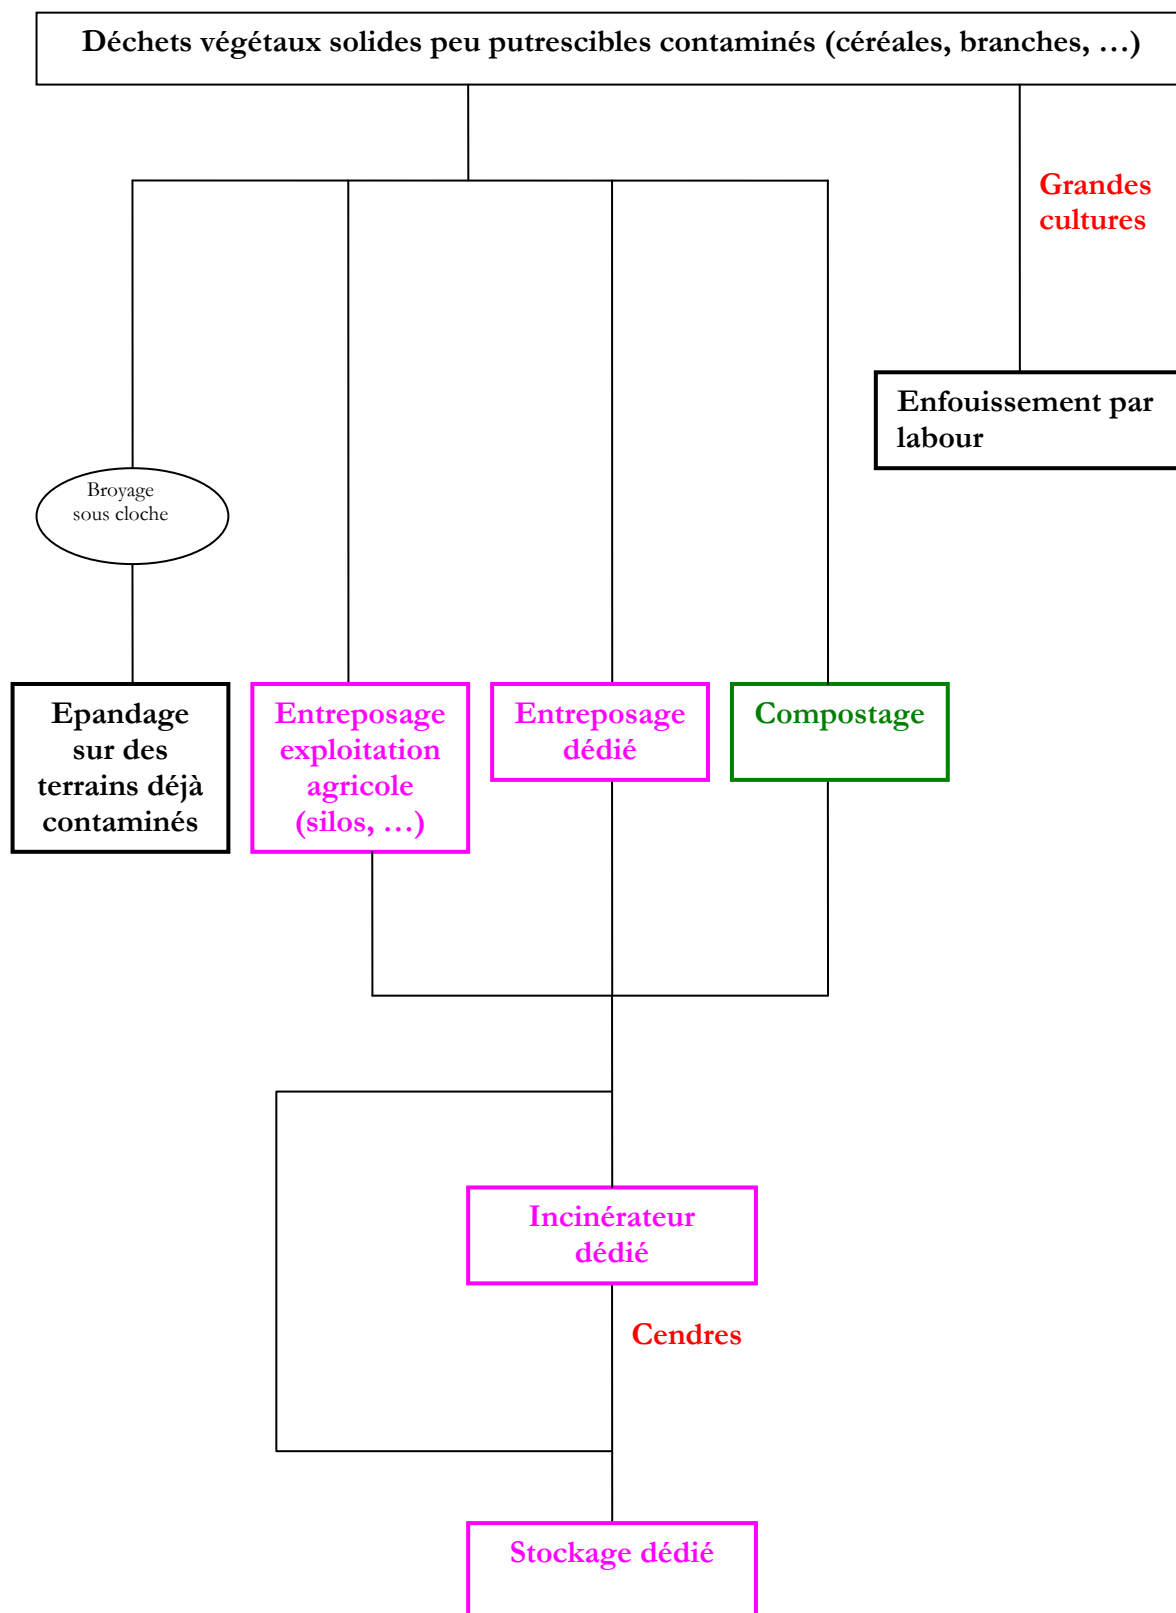 Déchets végétaux solides peu putrescibles contaminés (céréales, branches, …)
Grandes
cultures
Enfouissement par
labour
Broyage
sous cloche
Epandage
sur des
terrains déjà
contaminés
Entreposage
exploitation
agricole
(silos, …)
Entreposage
dédié
Compostage
Incinérateur
dédié
Cendres
Stockage dédié